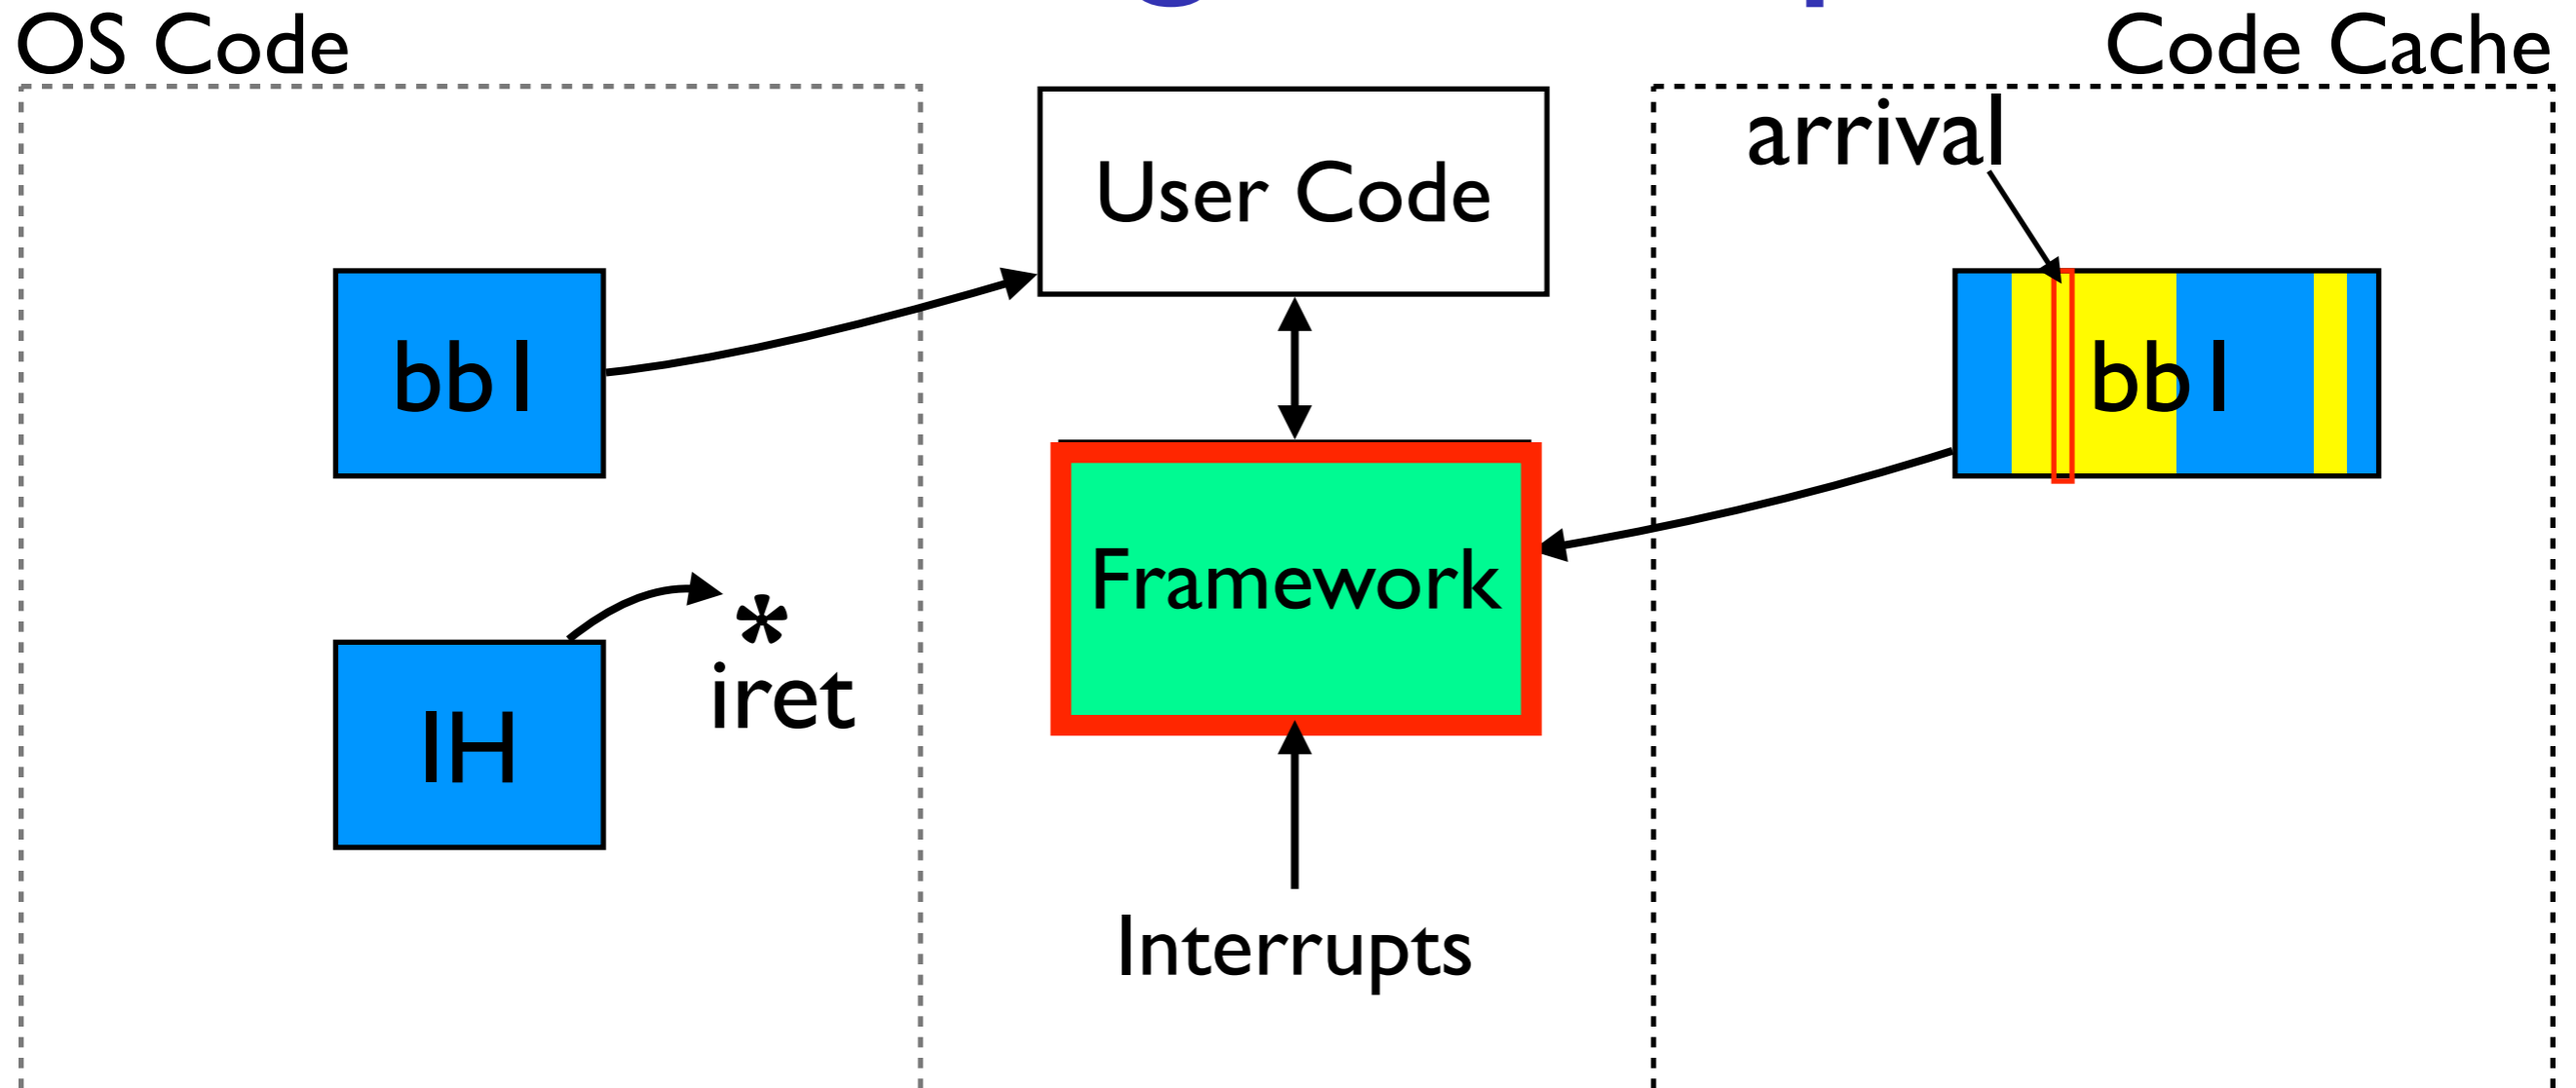 OS Code
Code Cache
arrival
User Code
bb1
bb1
Framework
*
iret
IH
Interrupts